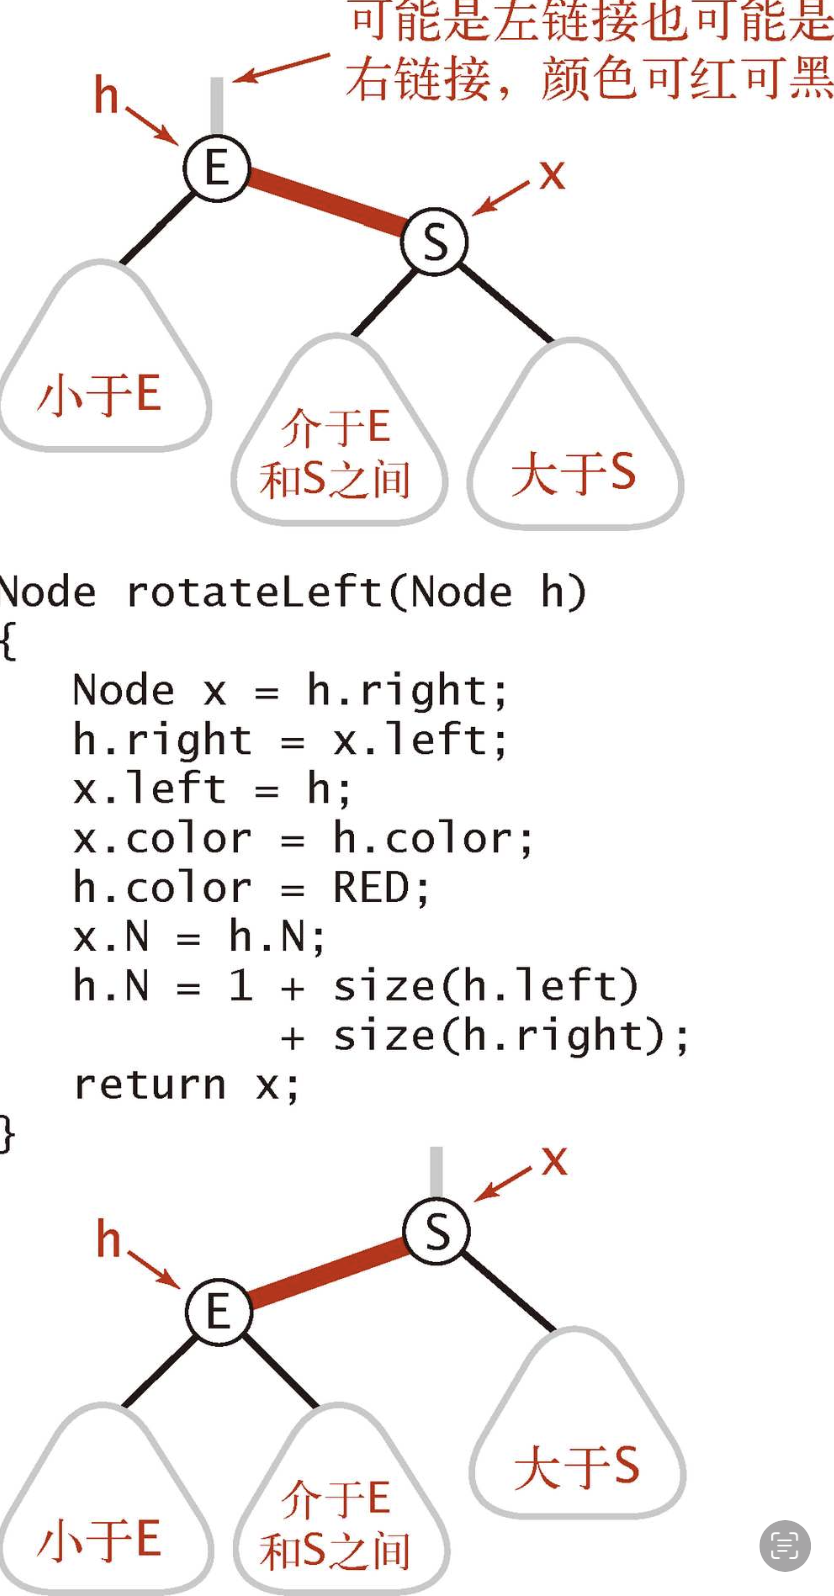 可能是左链接也可能是
右链接，颜色可红可黑
h
E
x
S
小于E
介于E
和S之间
大于S
Node rotateLeft(Node h)
{
Node x = h.right;
h.right = x.left;
x.left = h;
x.color = h.color;
h.color = RED;
x.N = h.N;
h.N = 1 + size(h.left)
+ size(h.right);
return x;
}
x
S
h
E
大于S
小于E
介于E
和S之间